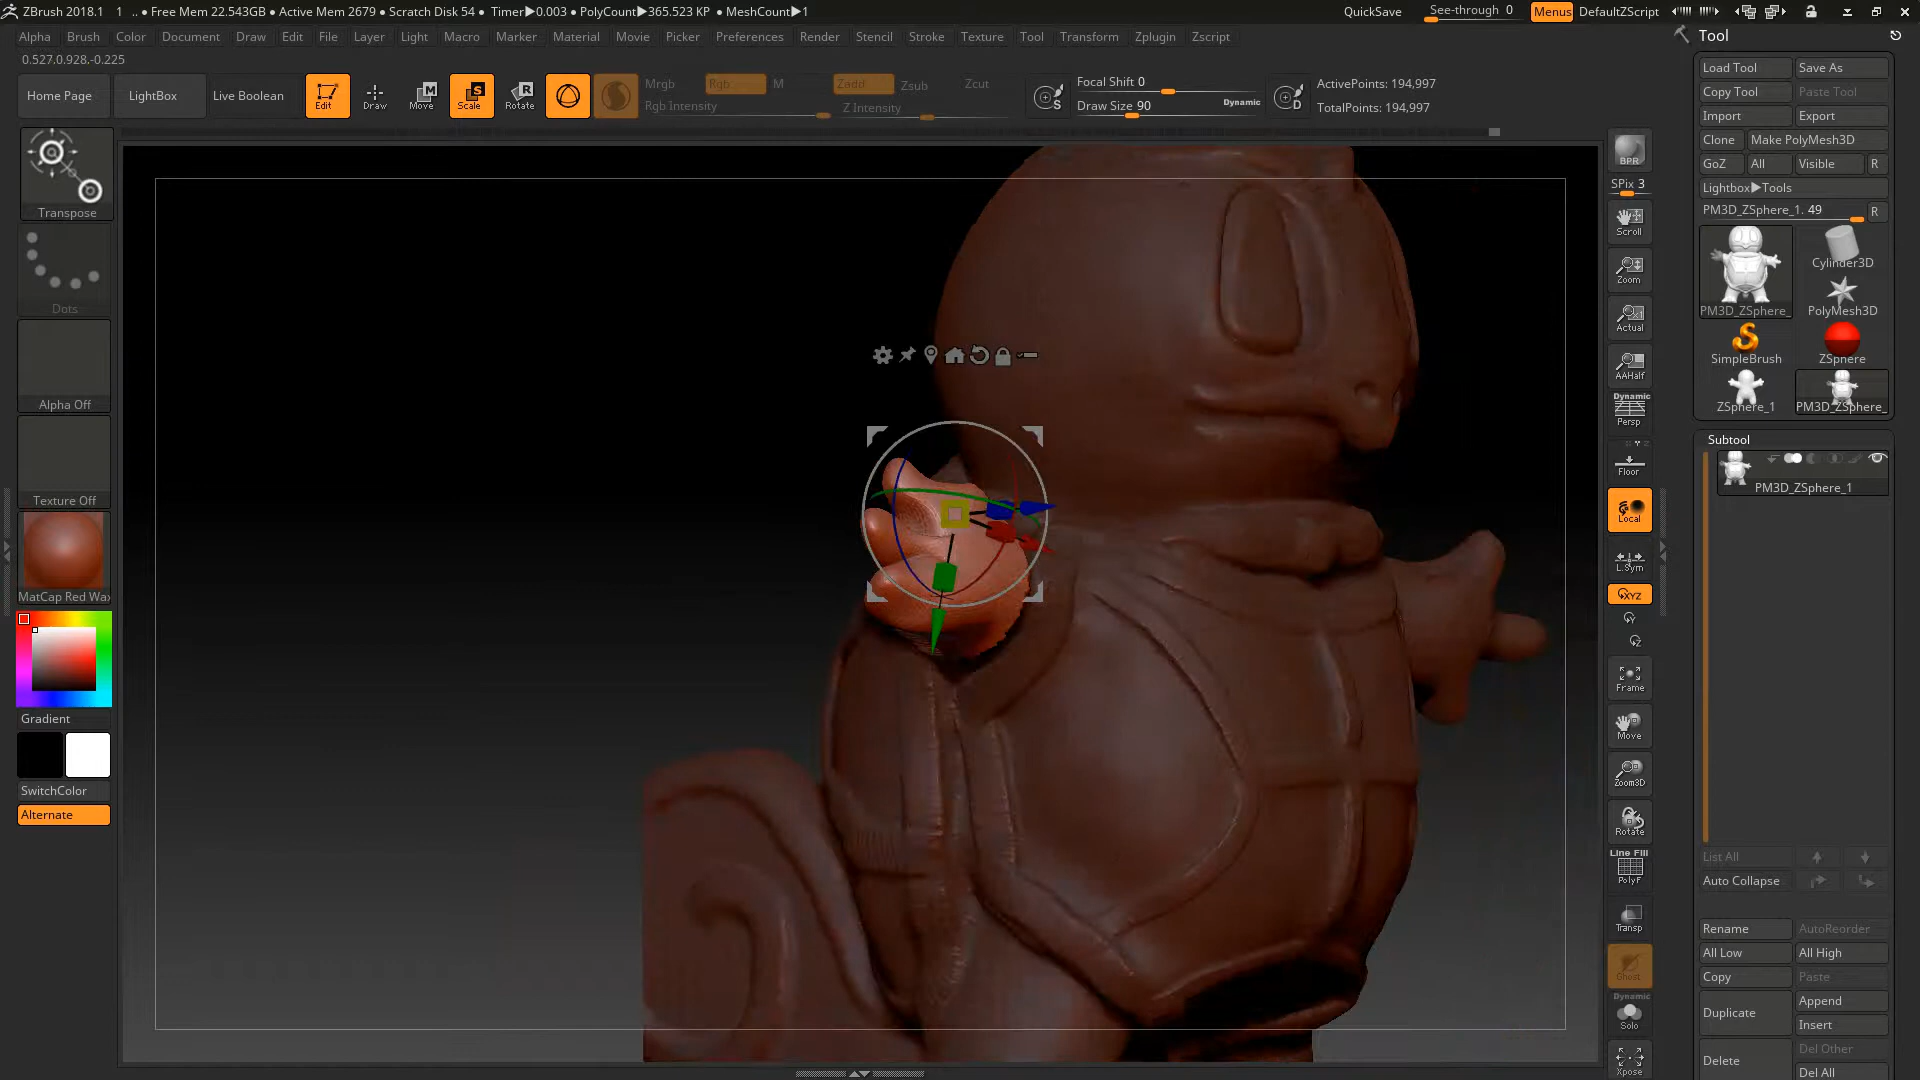 ZBrush 2018.1 1 .. ● Free Mem 22.543GB ● Active Mem 2679 ● Scratch Disk 54 ● Timer▶0.003 ● PolyCount▶365.523 KP ● MeshCount▶1 QuickSave See-through 0 Menus DefaultZScript
Alpha Brush Color Document Draw Edit File Layer Light Macro Marker Material Movie Picker Preferences Render Stencil Stroke Texture Tool Transform Zplugin Zscript
0.527.0.928.-0.225
Home Page LightBox Live Boolean Edit Draw Move Scale Rotate
Mrgb Rgb M Zadd Zsub Zcut
Rgb Intensity Z Intensity
Focal Shift 0
Draw Size 90 Dynamic
ActivePoints: 194,997
TotalPoints: 194,997
Transpose
Dots
Alpha Off
Texture Off
MatCap Red Wax
Gradient
SwitchColor
Alternate
BPR
SPix 3
Scroll
Zoom
Actual
AAHalf
Dynamic
Persp
Floor
Local
L.Sym
XYZ
Frame
Move
Zoom3D
Rotate
Line Fill
PolyF
Transp
Ghost
Dynamic
Solo
Xpose
Tool
Load Tool Save As
Copy Tool Paste Tool
Import Export
Clone Make PolyMesh3D
GoZ All Visible R
Lightbox▶Tools
PM3D_ZSphere_1. 49 R
Cylinder3D
PM3D_ZSphere_ PolyMesh3D
SimpleBrush ZSphere
ZSphere_1 PM3D_ZSphere_
Subtool
PM3D_ZSphere_1
List All
Auto Collapse
Rename AutoReorder
All Low All High
Copy Paste
Duplicate Append
Insert
Delete Del Other
Del All